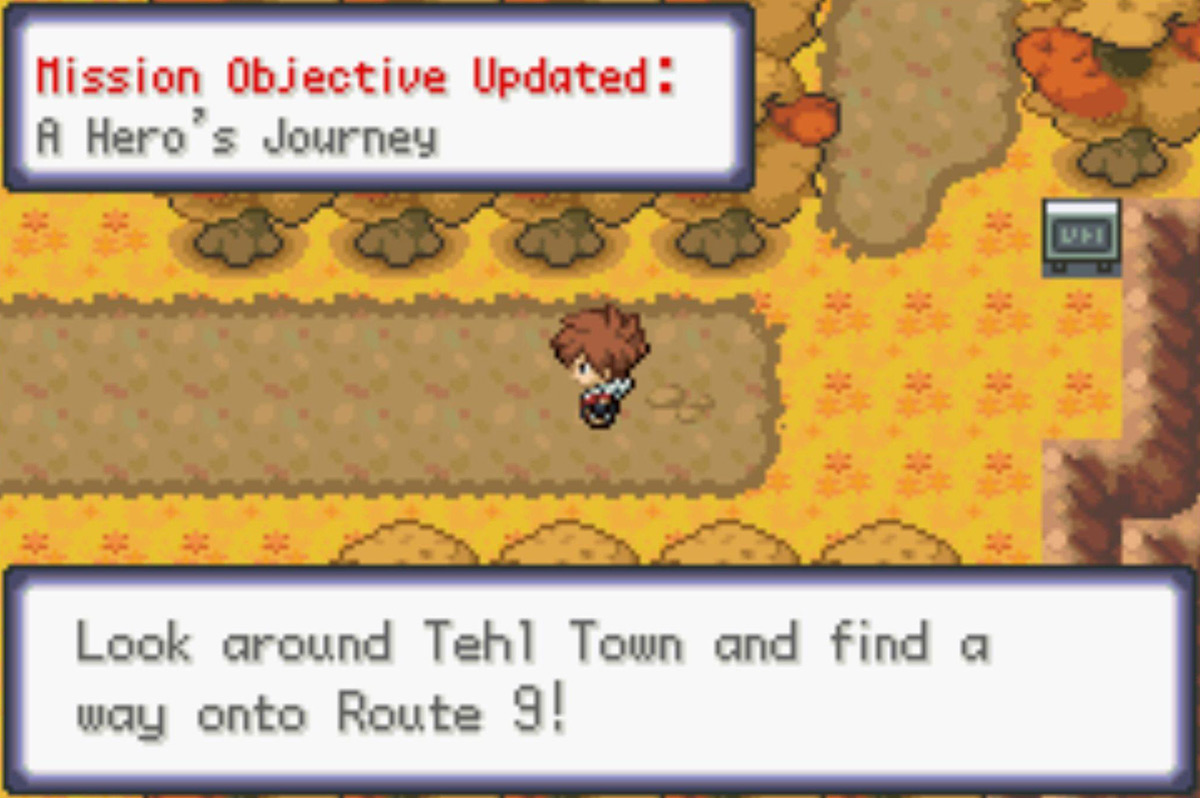 Mission Objective Updated:
A Hero's Journey
Look around Tehl Town and find a
way onto Route 9!